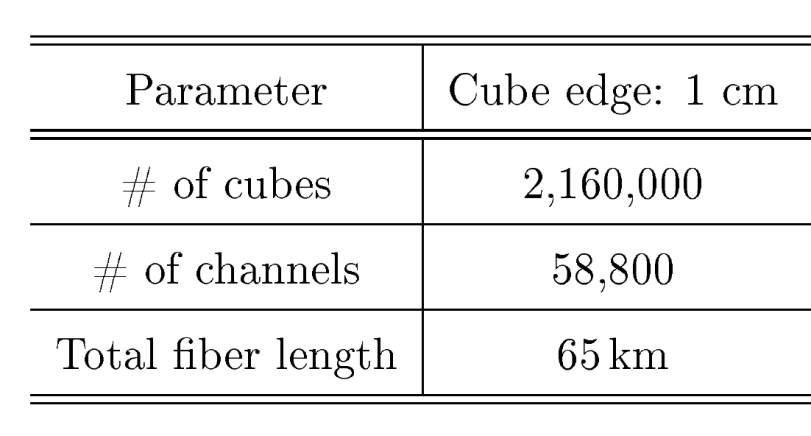 Parameter Cube edge: 1 cm
# of cubes 2,160,000
# of channels 58,800
Total fiber length 65 km